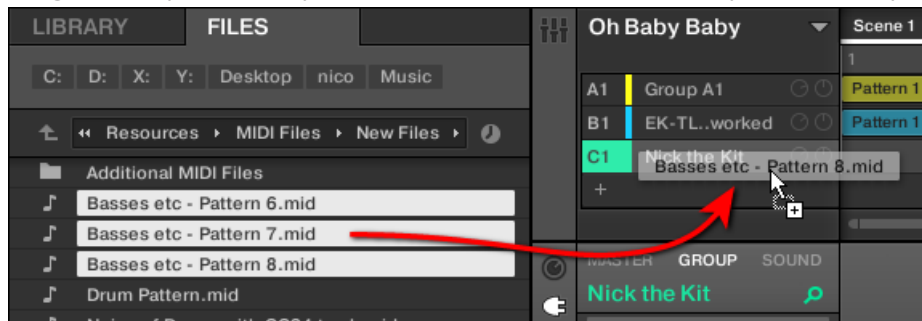 LIBRARY
FILES
C: D: X: Y: Desktop nico Music
Resources MIDI Files New Files
Additional MIDI Files
Basses etc - Pattern 6.mid
Basses etc - Pattern 7.mid
Basses etc - Pattern 8.mid
Drum Pattern.mid
Oh Baby Baby
Scene 1
1
A1 Group A1 Pattern 1
B1 EK-TL..worked Pattern 1
C1 Nick the Kit
Basses etc - Pattern 8.mid
+
MASTER GROUP SOUND
Nick the Kit